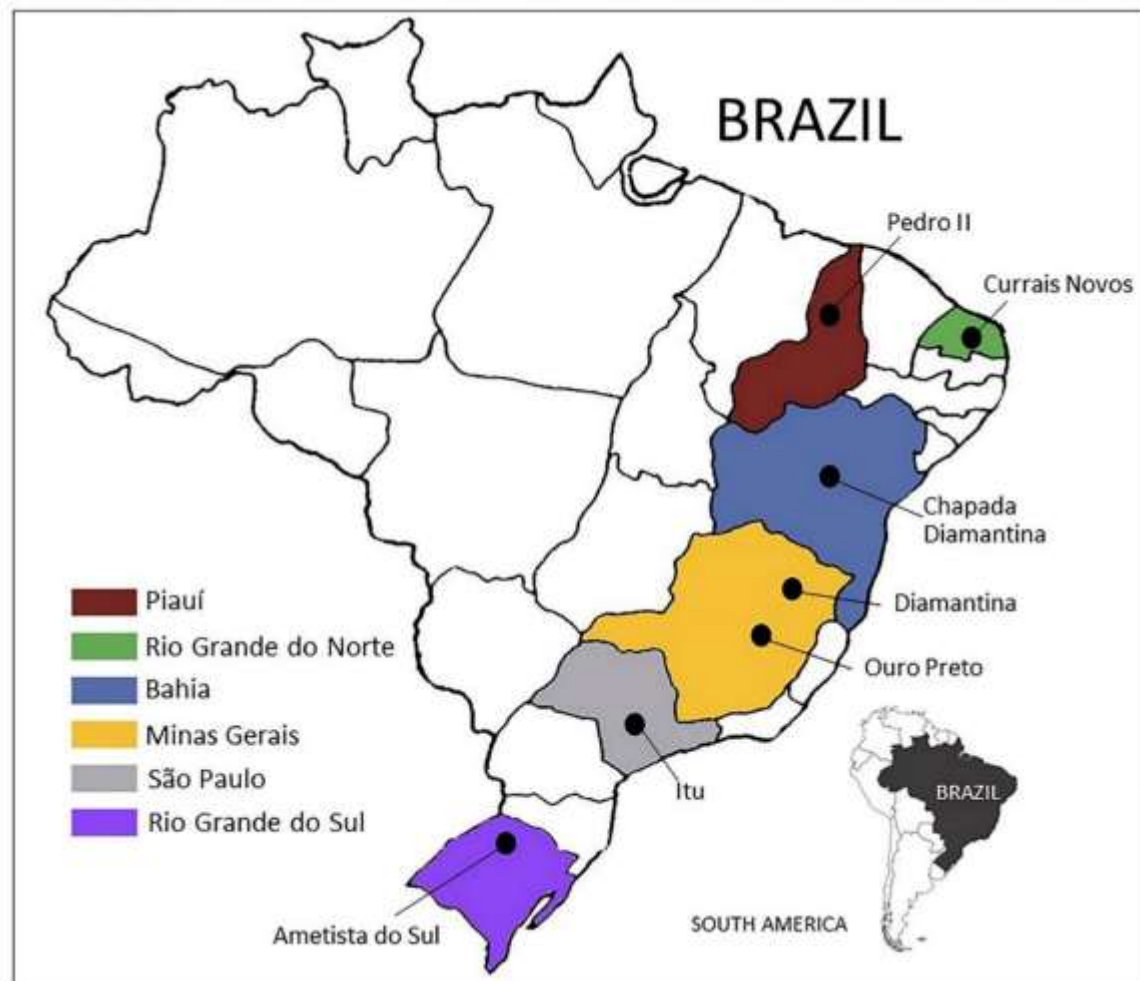 BRAZIL
Pedro II
Currais Novos
Chapada
Diamantina
Diamantina
Ouro Preto
Itu
Ametista do Sul
Piauí
Rio Grande do Norte
Bahia
Minas Gerais
São Paulo
Rio Grande do Sul
BRAZIL
SOUTH AMERICA